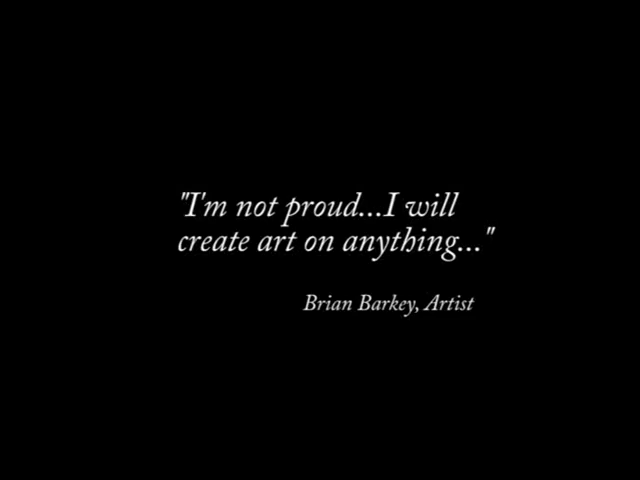 "I'm not proud...I will
create art on anything..."
Brian Barkey, Artist